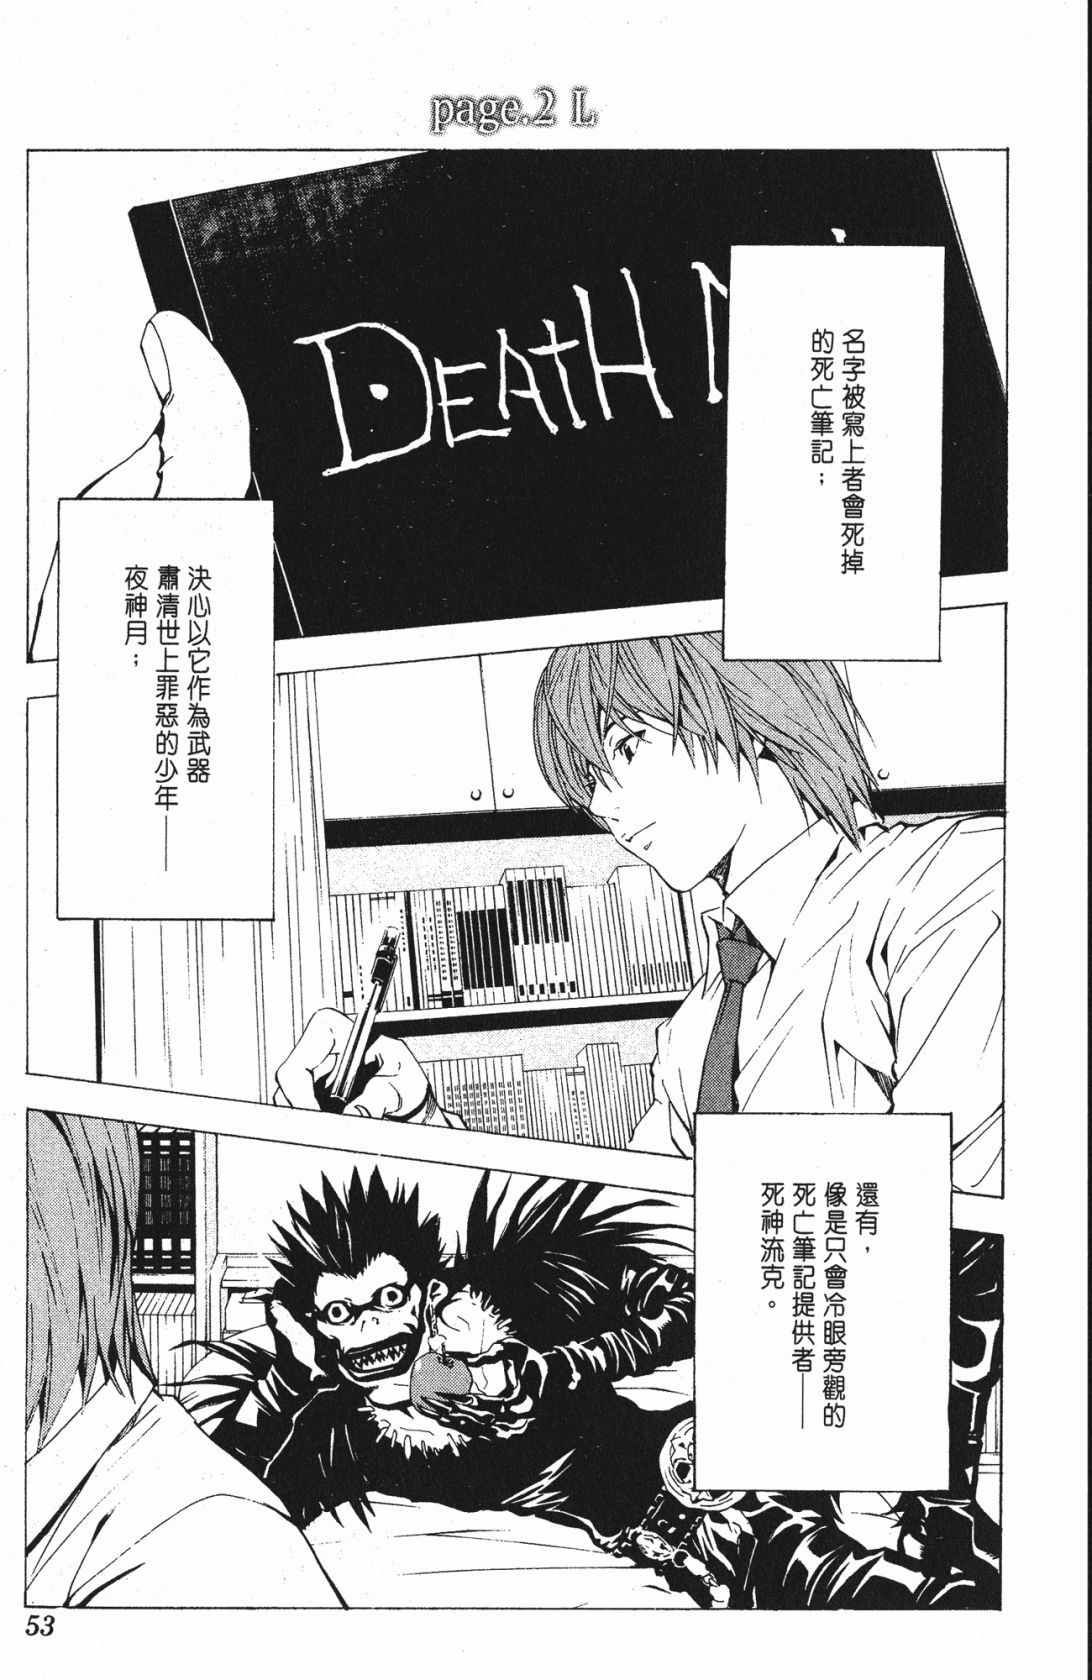 page.2 L
DEATH N
名字被寫上者會死掉
的死亡筆記；
決心以它作為武器
肅清世上罪惡的少年——
夜神月；
還有，
像是只會冷眼旁觀的
死亡筆記提供者——
死神流克。
53